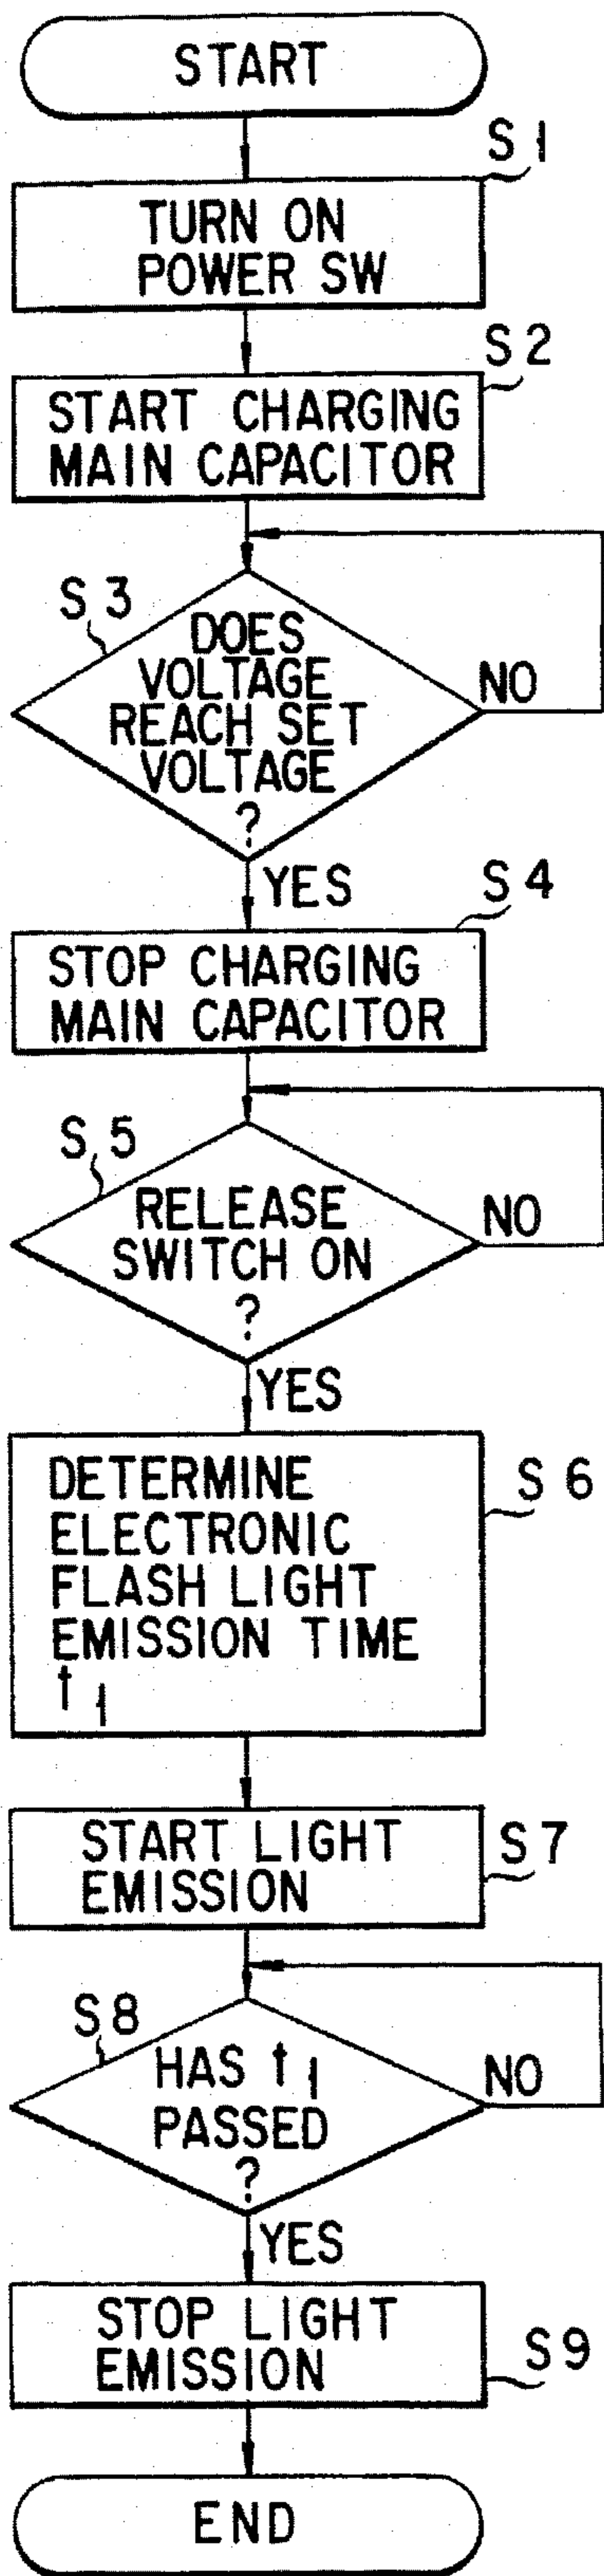 START
S1
TURN ON
POWER SW
S2
START CHARGING
MAIN CAPACITOR
S3
DOES
VOLTAGE
REACH SET
VOLTAGE
?
NO
YES
S4
STOP CHARGING
MAIN CAPACITOR
S5
RELEASE
SWITCH ON
?
NO
YES
S6
DETERMINE
ELECTRONIC
FLASH LIGHT
EMISSION TIME
t1
S7
START LIGHT
EMISSION
S8
HAS t1
PASSED
?
NO
YES
STOP LIGHT
EMISSION
S9
END